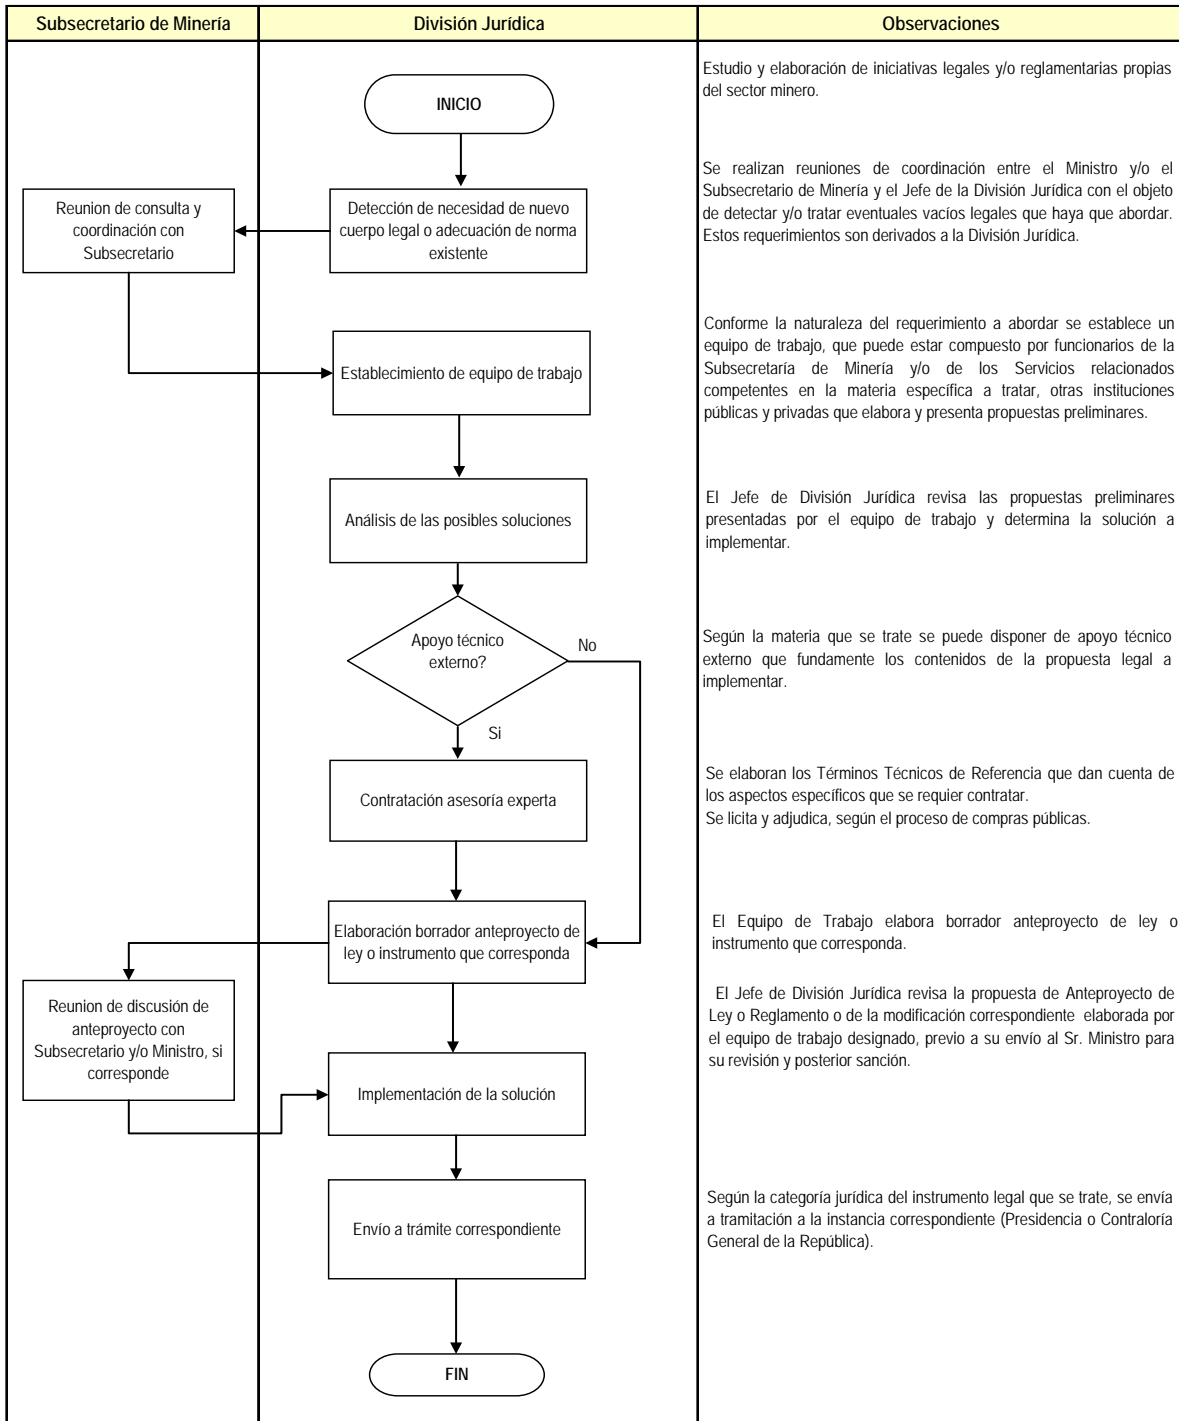 Subsecretario de Minería
División Jurídica
Observaciones
INICIO
Estudio y elaboración de iniciativas legales y/o reglamentarias propias
del sector minero.
Reunion de consulta y
coordinación con
Subsecretario
Detección de necesidad de nuevo
cuerpo legal o adecuación de norma
existente
Se realizan reuniones de coordinación entre el Ministro y/o el
Subsecretario de Minería y el Jefe de la División Jurídica con el objeto
de detectar y/o tratar eventuales vacíos legales que haya que abordar.
Estos requerimientos son derivados a la División Jurídica.
Establecimiento de equipo de trabajo
Conforme la naturaleza del requerimiento a abordar se establece un
equipo de trabajo, que puede estar compuesto por funcionarios de la
Subsecretaría de Minería y/o de los Servicios relacionados
competentes en la materia específica a tratar, otras instituciones
públicas y privadas que elabora y presenta propuestas preliminares.
Análisis de las posibles soluciones
El Jefe de División Jurídica revisa las propuestas preliminares
presentadas por el equipo de trabajo y determina la solución a
implementar.
Apoyo técnico
externo?
No
Si
Según la materia que se trate se puede disponer de apoyo técnico
externo que fundamente los contenidos de la propuesta legal a
implementar.
Contratación asesoría experta
Se elaboran los Términos Técnicos de Referencia que dan cuenta de
los aspectos específicos que se requier contratar.
Se licita y adjudica, según el proceso de compras públicas.
Elaboración borrador anteproyecto de
ley o instrumento que corresponda
El Equipo de Trabajo elabora borrador anteproyecto de ley o
instrumento que corresponda.
Reunion de discusión de
anteproyecto con
Subsecretario y/o Ministro, si
corresponde
El Jefe de División Jurídica revisa la propuesta de Anteproyecto de
Ley o Reglamento o de la modificación correspondiente elaborada por
el equipo de trabajo designado, previo a su envío al Sr. Ministro para
su revisión y posterior sanción.
Implementación de la solución
Envío a trámite correspondiente
Según la categoría jurídica del instrumento legal que se trate, se envía
a tramitación a la instancia correspondiente (Presidencia o Contraloría
General de la República).
FIN